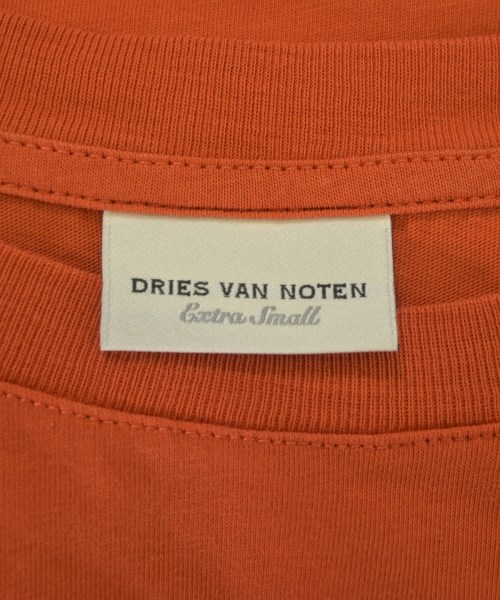 DRIES VAN NOTEN
Extra Small